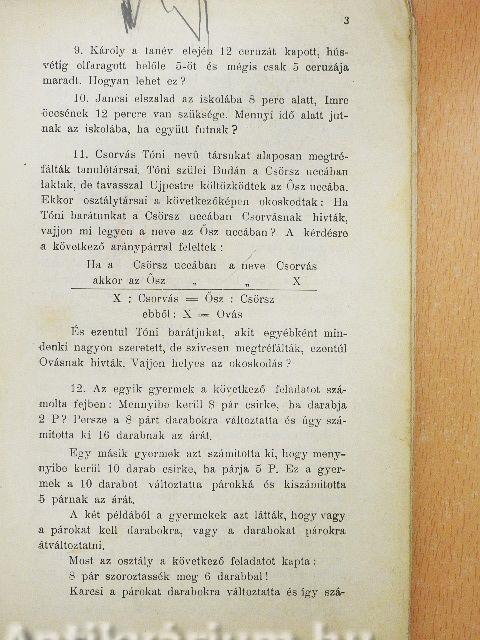 3
9. Károly a tanév elején 12 ceruzát kapott, hús-
vétig olfaragott belőle 5-öt és mégis csak 5 ceruzája
maradt. Hogyan lehet ez?
10. Jancsi elszalad az iskolába 8 perc alatt, Imre
öccsének 12 percre van szüksége. Mennyi idő alatt jut-
nak az iskolába, ha együtt futnak?
11. Csorvás Tóni nevű társukat alaposan megtré-
fálták tanulótársai. Tóni szülei Budán a Csörsz uccában
laktak, de tavasszal Ujpestre költözködtek az Ősz uccába.
Ekkor osztálytársai a következőképen okoskodtak: Ha
Tóni barátunkat a Csörsz uccában Csorvásnak hivták,
vajjon mi legyen a neve az Ősz uccában? A kérdésre
a következő aránypárral feleltek:
Ha a Csörsz uccában a neve Csorvás
akkor az Ősz „ „ X
X : Csorvás = Ősz : Csörsz
ebből: X = Ovás
És ezentul Tóni barátjukat, akit egyébként min-
denki nagyon szeretett, de szivesen megtréfálták, ezentúl
Ovásnak hivták. Vajjon helyes az okoskodás?
12. Az egyik gyermek a következő feladatot szá-
molta fejben: Mennyibe kerül 8 pár csirke, ha darabja
2 P? Persze a 8 párt darabokra változtatta és úgy szá-
mitotta ki 16 darabnak az árát.
Egy másik gyermek azt számitotta ki, hogy meny-
nyibe kerül 10 darab csirke, ha párja 5 P. Ez a gyer-
mek a 10 darabot változtatta párokká és kiszámitotta
5 párnak az árát.
A két példából a gyermekek azt látták, hogy vagy
a párokat kell darabokra, vagy a darabokat párokra
átváltoztatni.
Most az osztály a következő feladatot kapta:
8 pár szoroztassék meg 6 darabbal!
Karcsi a párokat darabokra változtatta és így szá-
Antikvárium.hu